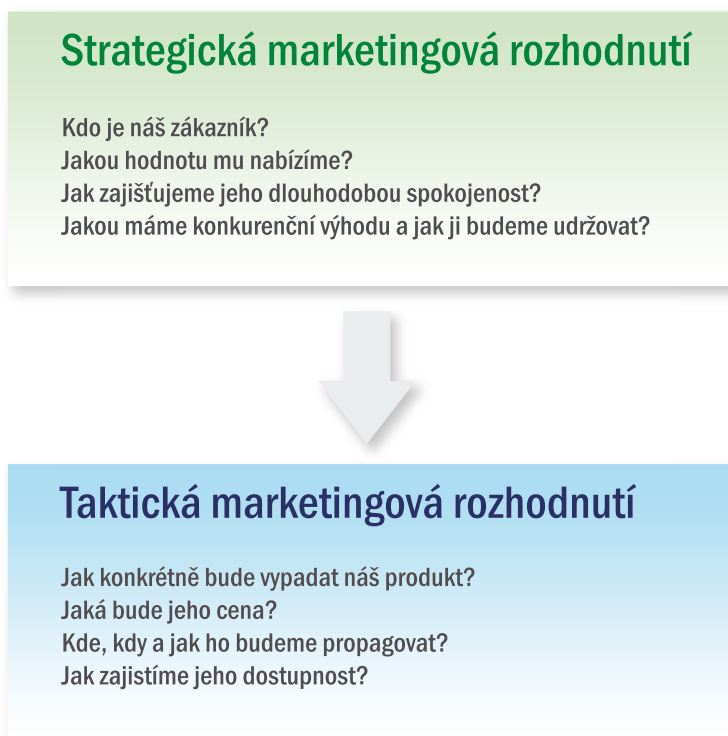 Strategická marketingová rozhodnutí
Kdo je náš zákazník?
Jakou hodnotu mu nabízíme?
Jak zajišťujeme jeho dlouhodobou spokojenost?
Jakou máme konkurenční výhodu a jak ji budeme udržovat?
Taktická marketingová rozhodnutí
Jak konkrétně bude vypadat náš produkt?
Jaká bude jeho cena?
Kde, kdy a jak ho budeme propagovat?
Jak zajistíme jeho dostupnost?